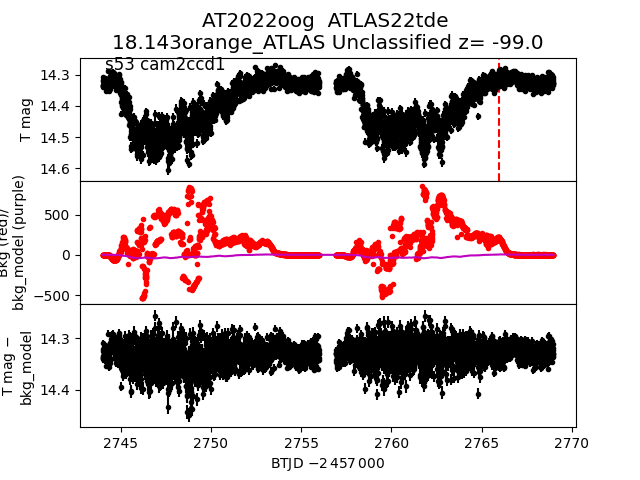 AT2022oog  ATLAS22tde
18.143orange_ATLAS Unclassified z= -99.0
s53 cam2ccd1
14.3
14.4
14.5
14.6
T mag
500
0
−500
Bkg (red)/
bkg_model (purple)
14.3
14.4
T mag −
bkg_model
2745 2750 2755 2760 2765 2770
BTJD −2 457 000